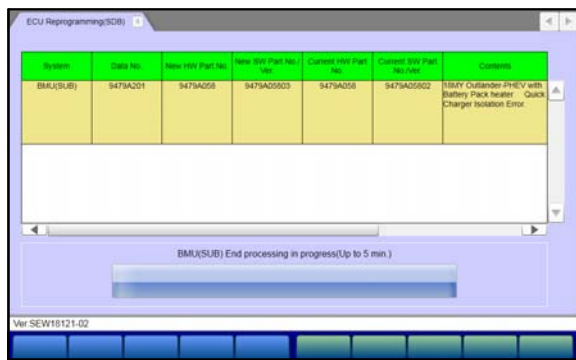 ECU Reprogramming(SDB)
System Data No. New HW Part No. New SW Part No./Ver. Current HW Part No. Current SW Part No./Ver. Contents
BMU(SUB) 9479A201 9479A058 9479A05803 9479A058 9479A05802 18MY Outlander-PHEV with
Battery Pack heater. Quick
Charger Isolation Error.
BMU(SUB) End processing in progress(Up to 5 min.)
Ver.SEW18121-02